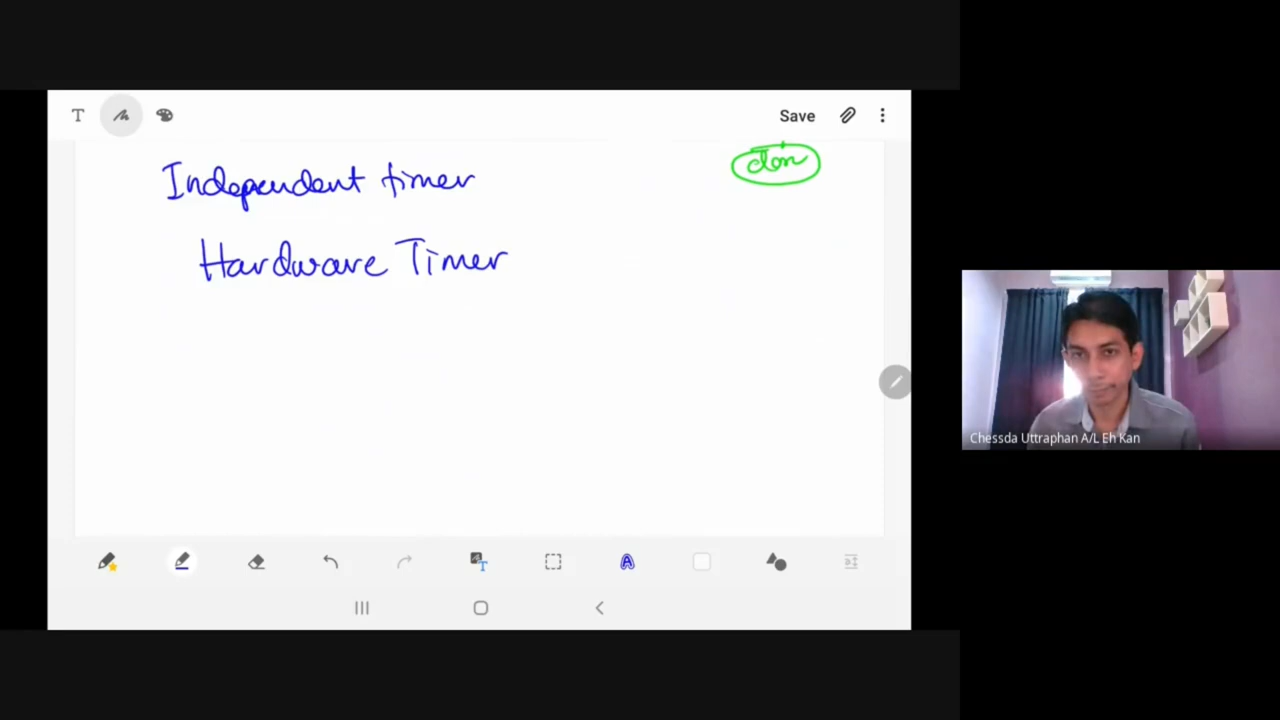 T
Save
Independent timer
Hardware Timer
Chessda Uttraphan A/L Eh Kan
T
A